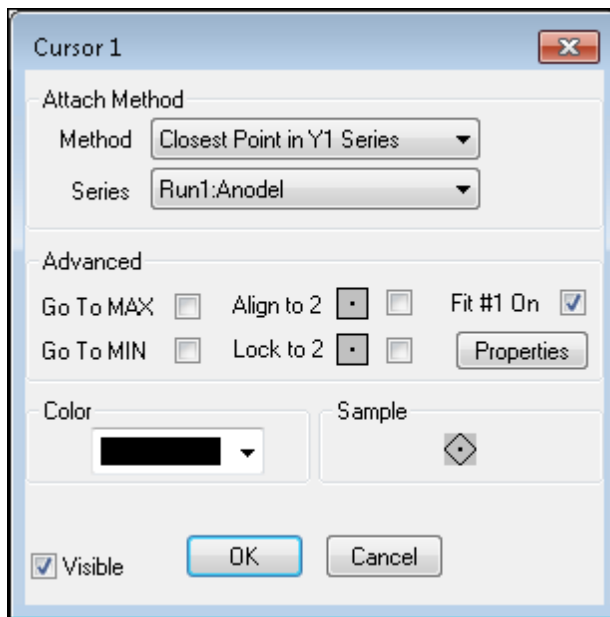 Cursor 1
Attach Method
Method Closest Point in Y1 Series
Series Run1:AnodeI
Advanced
Go To MAX Align to 2 Fit #1 On
Go To MIN Lock to 2 Properties
Color Sample
Visible OK Cancel